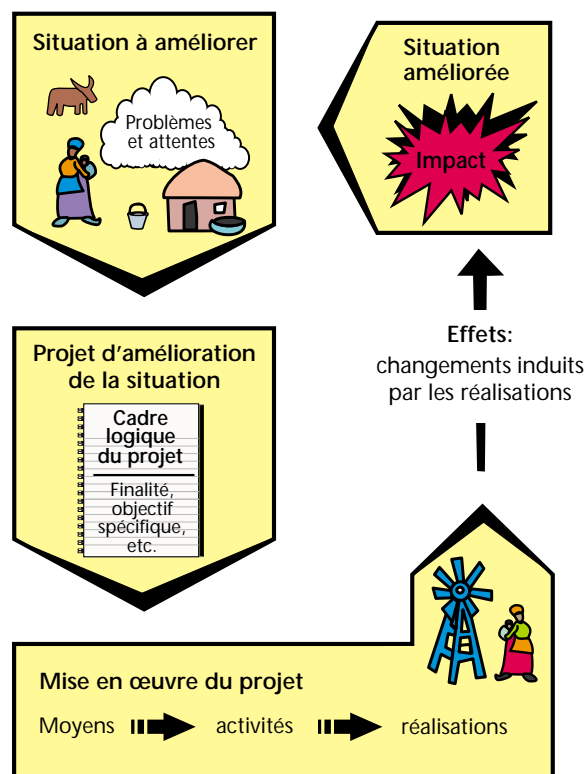 Situation à améliorer
Problèmes
et attentes
Projet d'amélioration
de la situation
Cadre
logique
du projet
Finalité,
objectif
spécifique,
etc.
Mise en œuvre du projet
Moyens activités réalisations
Effets:
changements induits
par les réalisations
Situation
améliorée
Impact